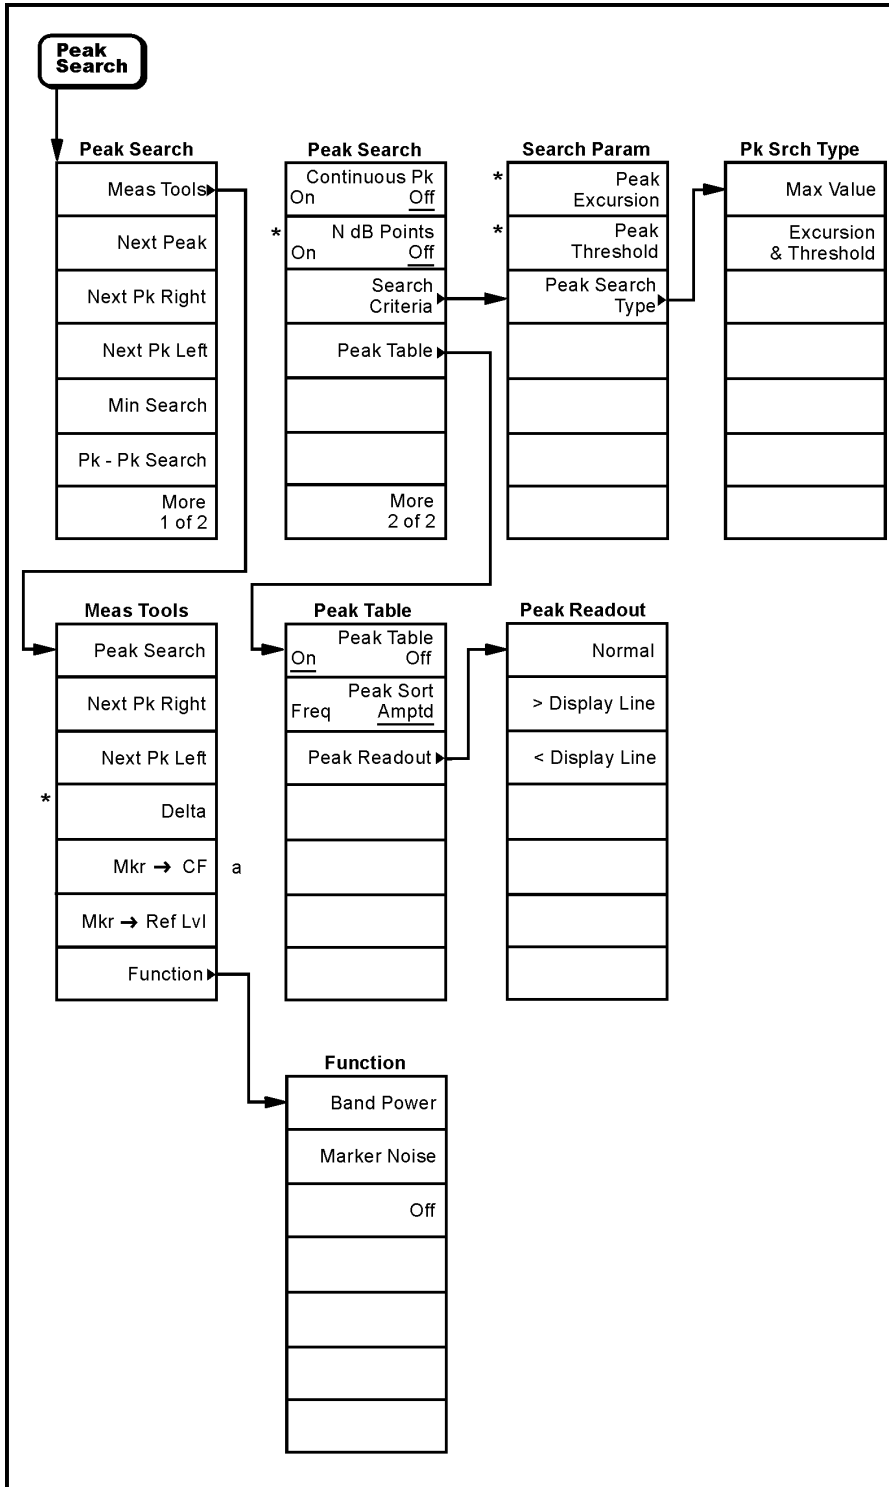 Peak
Search
Peak Search
Meas Tools
Next Peak
Next Pk Right
Next Pk Left
Min Search
Pk - Pk Search
More
1 of 2
Peak Search
Continuous Pk
On Off
* N dB Points
On Off
Search
Criteria
Peak Table
More
2 of 2
Search Param
* Peak
Excursion
* Peak
Threshold
Peak Search
Type
Pk Srch Type
Max Value
Excursion
& Threshold
Meas Tools
Peak Search
Next Pk Right
Next Pk Left
* Delta
Mkr → CF a
Mkr → Ref Lvl
Function
Peak Table
Peak Table
On Off
Peak Sort
Freq Amptd
Peak Readout
Peak Readout
Normal
> Display Line
< Display Line
Function
Band Power
Marker Noise
Off